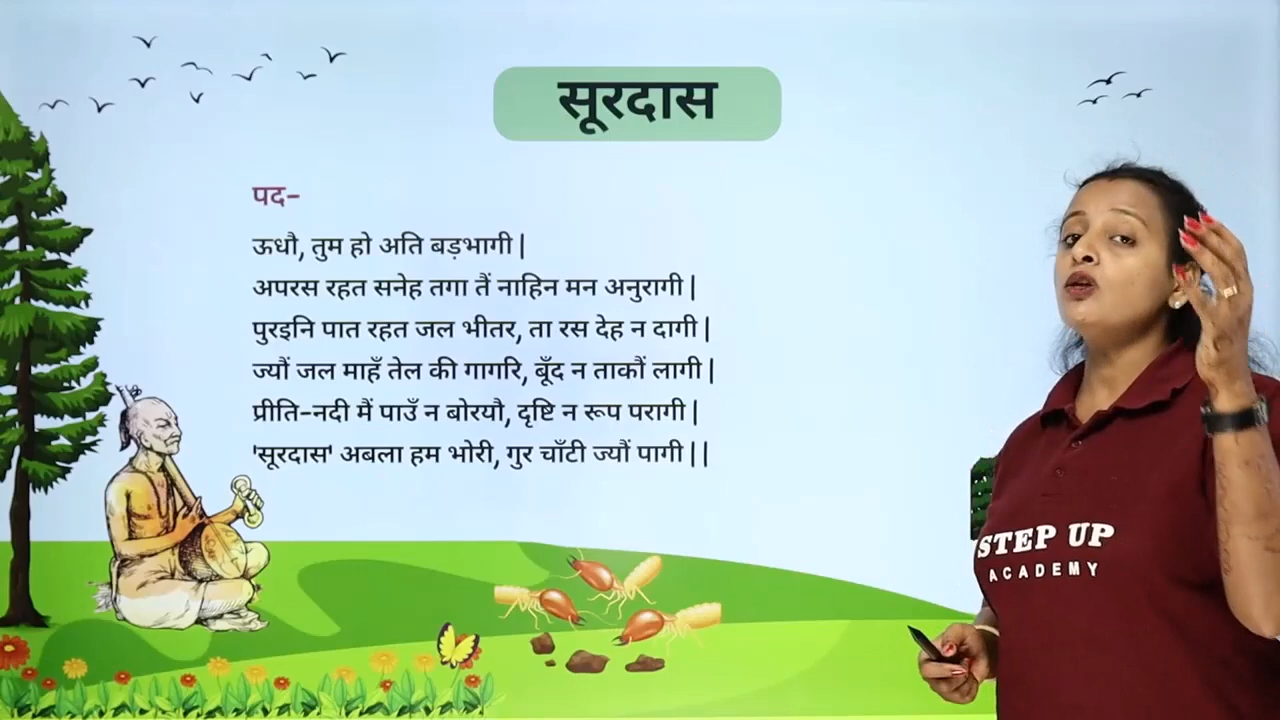 सूरदास
पद-
ऊधौ, तुम हो अति बड़भागी |
अपरस रहत सनेह तगा तैं नाहिन मन अनुरागी |
पुरइनि पात रहत जल भीतर, ता रस देह न दागी |
ज्यौं जल माहँ तेल की गागरि, बूँद न ताकौं लागी |
प्रीति-नदी मैं पाउँ न बोरयौ, दृष्टि न रूप परागी |
'सूरदास' अबला हम भोरी, गुर चाँटी ज्यौं पागी ||
STEP UP
ACADEMY